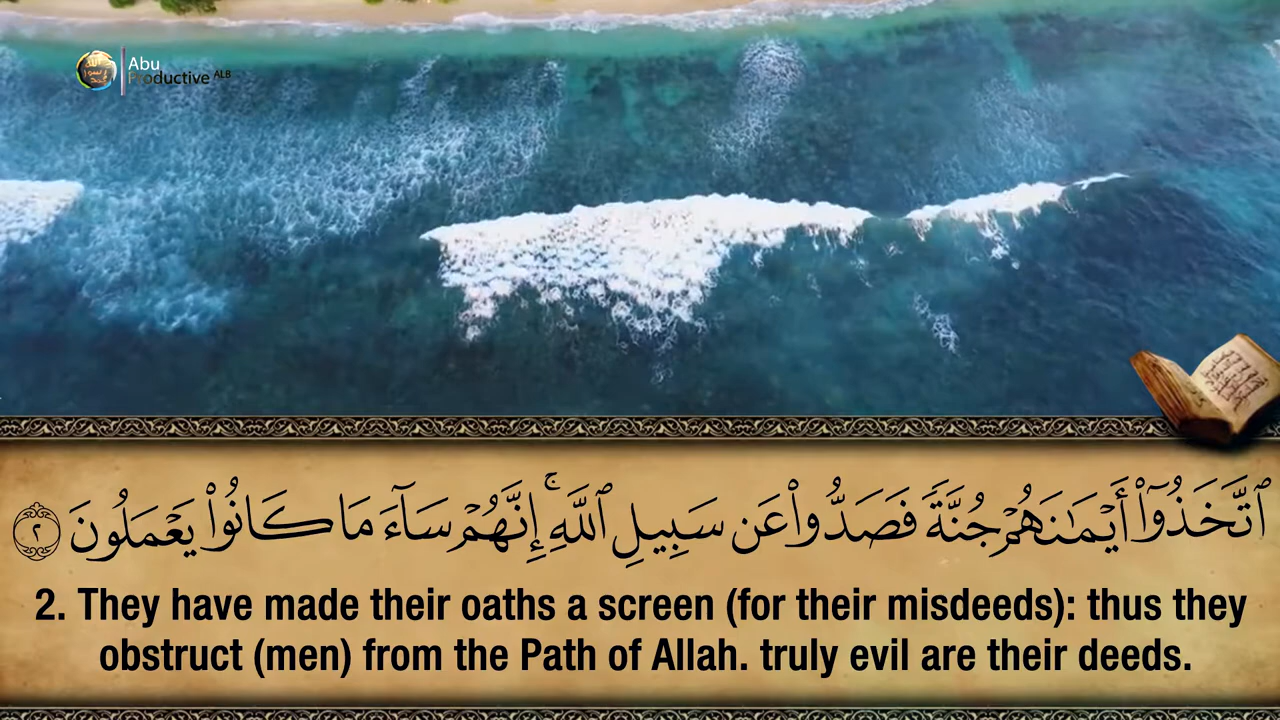 Abu
Productive ALB
ٱتَّخَذُوٓا۟ أَيْمَـٰنَهُمْ جُنَّةً فَصَدُّوا۟ عَن سَبِيلِ ٱللَّهِ ۚ إِنَّهُمْ سَآءَ مَا كَانُوا۟ يَعْمَلُونَ ٢
2. They have made their oaths a screen (for their misdeeds): thus they
obstruct (men) from the Path of Allah. truly evil are their deeds.